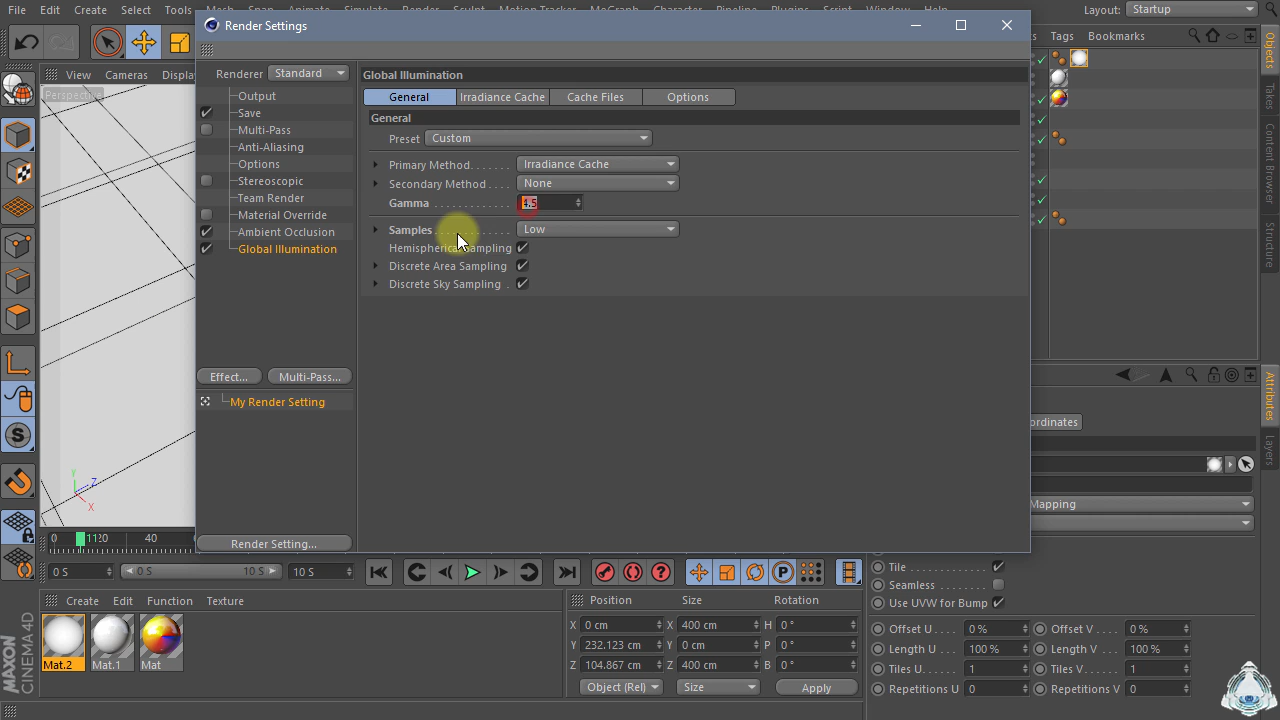 File Edit Create Select Tools
Layout: Startup
Render Settings
Tags Bookmarks
View Cameras
Perspective
Renderer Standard
Output
Save
Multi-Pass
Anti-Aliasing
Options
Stereoscopic
Team Render
Material Override
Ambient Occlusion
Global Illumination
Effect... Multi-Pass...
My Render Setting
Render Setting...
Global Illumination
General Irradiance Cache Cache Files Options
General
Preset Custom
Primary Method Irradiance Cache
Secondary Method None
Gamma
Samples Low
Hemispherical Sampling
Discrete Area Sampling
Discrete Sky Sampling
Objects
Takes
Structure
Attributes
Layers
Mapping
Tile
Seamless
Use UVW for Bump
Offset U 0 % Offset V 0 %
Length U 100 % Length V 100 %
Tiles U 1 Tiles V 1
Repetitions U 0 Repetitions V 0
Y
Z
X
0 40
0 S 0 S 10 S 10 S
Create Edit Function Texture
Mat.2 Mat.1 Mat
Position Size Rotation
X 0 cm X 400 cm H 0 °
Y 232.123 cm Y 0 cm P 0 °
Z 104.867 cm Z 400 cm B 0 °
Object (Rel) Size Apply
MAXON
CINEMA 4D